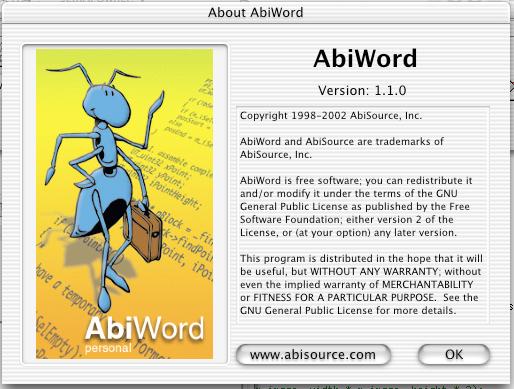 About AbiWord
AbiWord
Version: 1.1.0
Copyright 1998-2002 AbiSource, Inc.
AbiWord and AbiSource are trademarks of
AbiSource, Inc.
AbiWord is free software; you can redistribute it
and/or modify it under the terms of the GNU
General Public License as published by the Free
Software Foundation; either version 2 of the
License, or (at your option) any later version.
This program is distributed in the hope that it will
be useful, but WITHOUT ANY WARRANTY; without
even the implied warranty of MERCHANTABILITY
or FITNESS FOR A PARTICULAR PURPOSE. See the
GNU General Public License for more details.
AbiWord
personal
www.abisource.com
OK